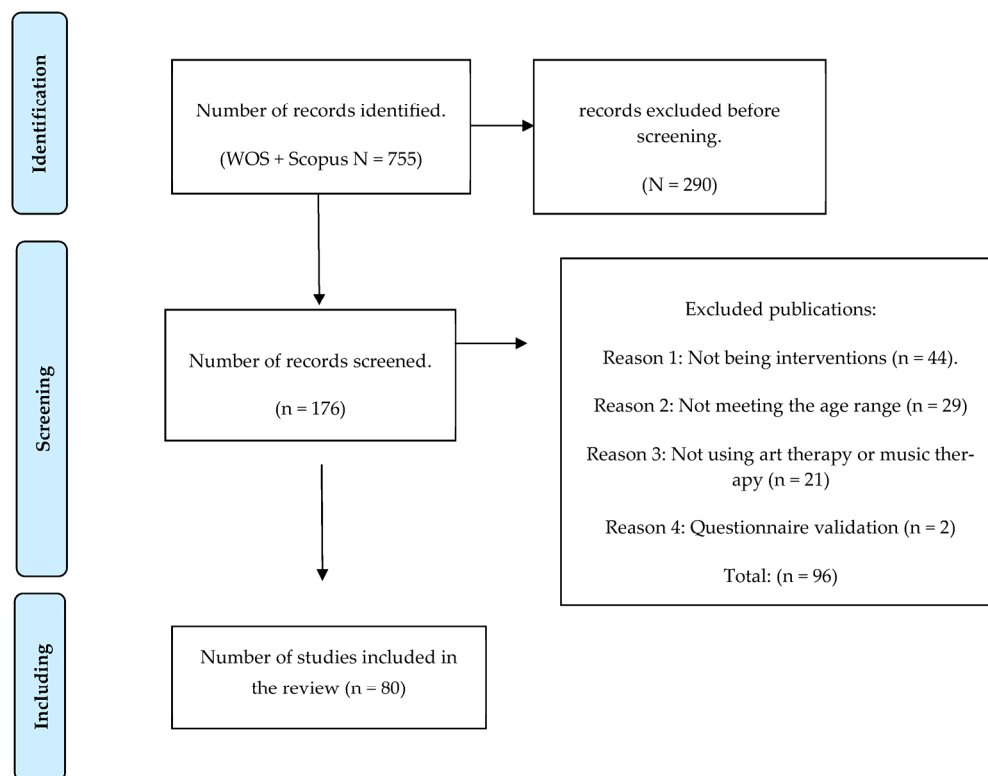 Identification
Number of records identified.
(WOS + Scopus N = 755)
records excluded before
screening.
(N = 290)
Screening
Number of records screened.
(n = 176)
Excluded publications:
Reason 1: Not being interventions (n = 44).
Reason 2: Not meeting the age range (n = 29)
Reason 3: Not using art therapy or music ther-
apy (n = 21)
Reason 4: Questionnaire validation (n = 2)
Total: (n = 96)
Including
Number of studies included in
the review (n = 80)